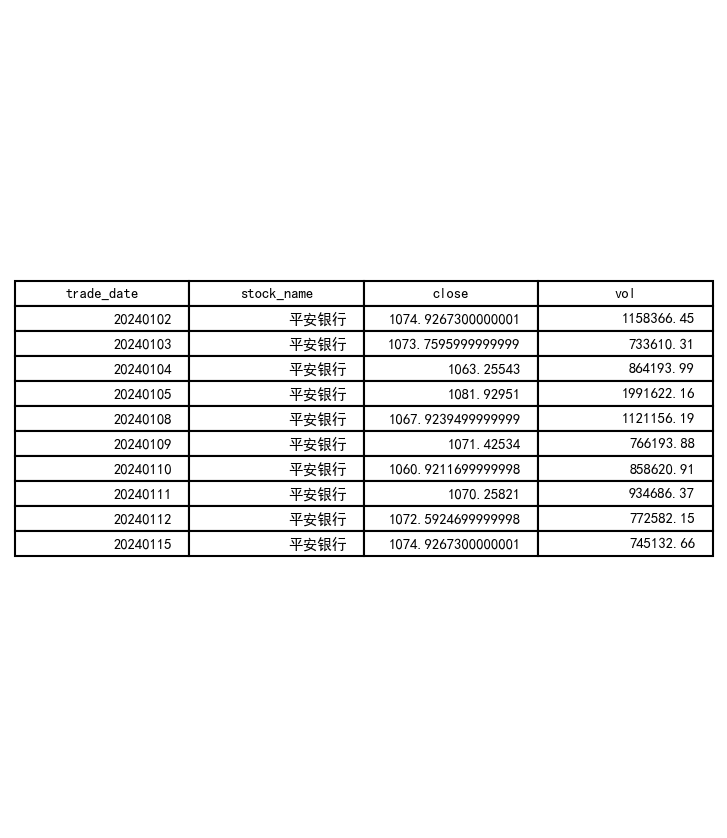 trade_date stock_name close vol
20240102 平安银行 1074.9267300000001 1158366.45
20240103 平安银行 1073.7595999999999 733610.31
20240104 平安银行 1063.25543 864193.99
20240105 平安银行 1081.92951 1991622.16
20240108 平安银行 1067.9239499999999 1121156.19
20240109 平安银行 1071.42534 766193.88
20240110 平安银行 1060.9211699999998 858620.91
20240111 平安银行 1070.25821 934686.37
20240112 平安银行 1072.5924699999998 772582.15
20240115 平安银行 1074.9267300000001 745132.66